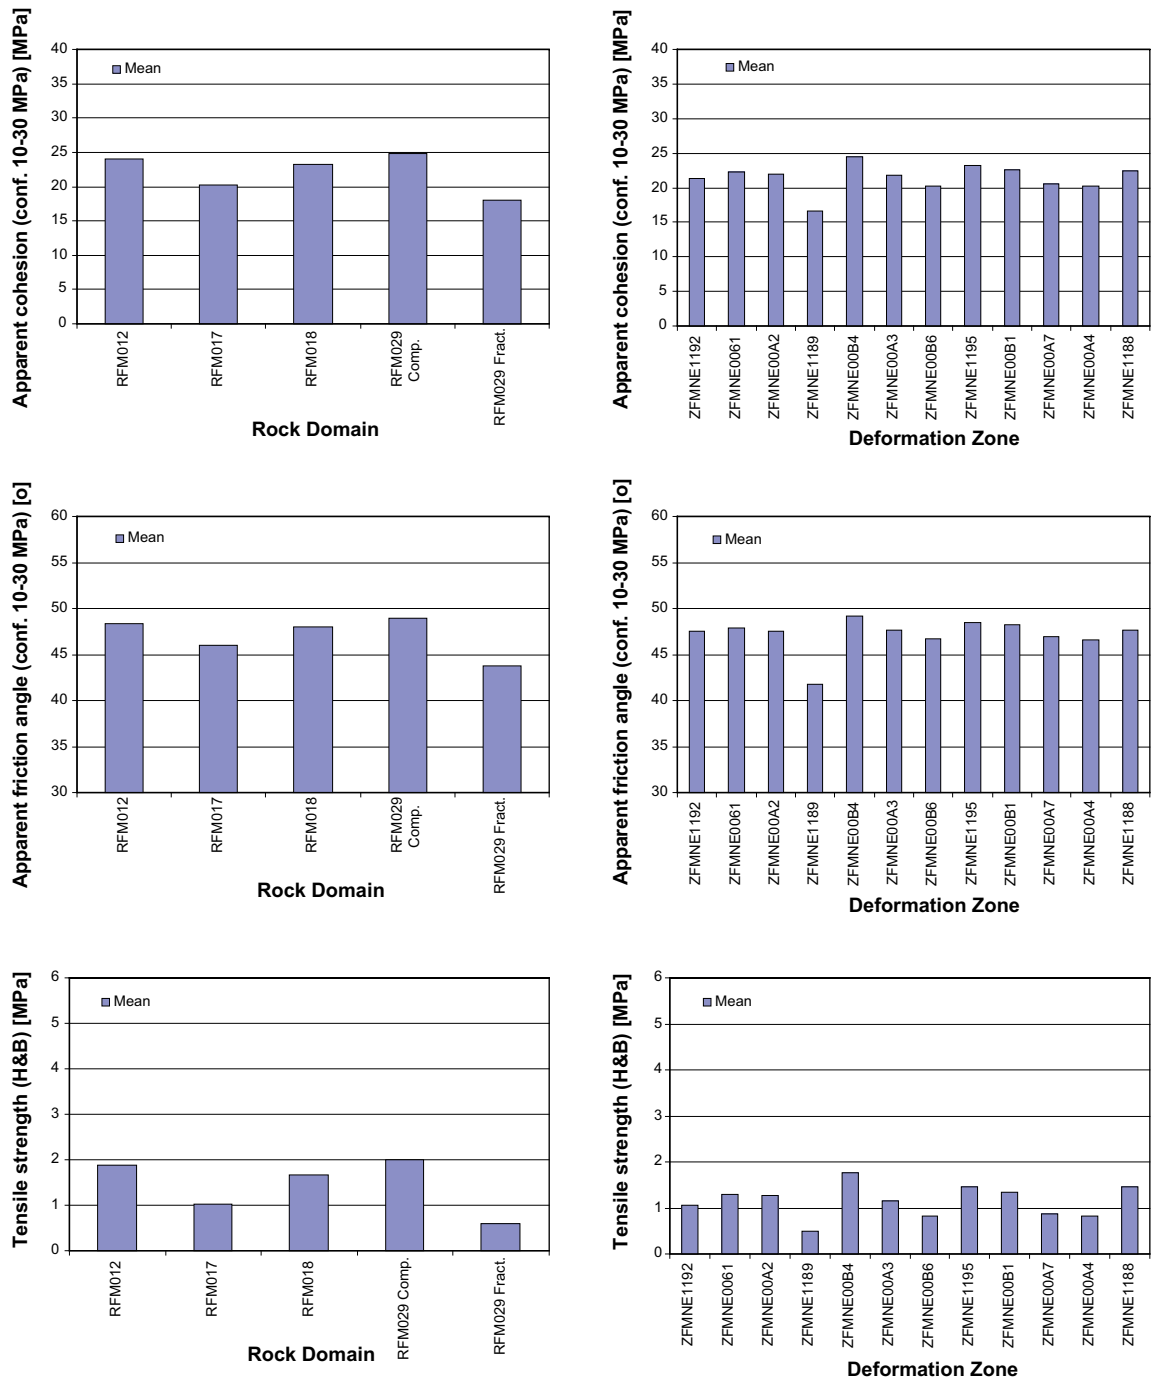 Apparent cohesion (conf. 10-30 MPa) [MPa]
40
35
30
25
20
15
10
5
0
Mean
RFM012
RFM017
RFM018
RFM029
Comp.
RFM029 Fract.
Rock Domain
Apparent cohesion (conf. 10-30 MPa) [MPa]
40
35
30
25
20
15
10
5
0
Mean
ZFMNE1192
ZFMNE0061
ZFMNE00A2
ZFMNE1189
ZFMNE00B4
ZFMNE00A3
ZFMNE00B6
ZFMNE1195
ZFMNE00B1
ZFMNE00A7
ZFMNE00A4
ZFMNE1188
Deformation Zone
Apparent friction angle (conf. 10-30 MPa) [o]
60
55
50
45
40
35
30
Mean
RFM012
RFM017
RFM018
RFM029
Comp.
RFM029 Fract.
Rock Domain
Apparent friction angle (conf. 10-30 MPa) [o]
60
55
50
45
40
35
30
Mean
ZFMNE1192
ZFMNE0061
ZFMNE00A2
ZFMNE1189
ZFMNE00B4
ZFMNE00A3
ZFMNE00B6
ZFMNE1195
ZFMNE00B1
ZFMNE00A7
ZFMNE00A4
ZFMNE1188
Deformation Zone
Tensile strength (H&B) [MPa]
6
5
4
3
2
1
0
Mean
RFM012
RFM017
RFM018
RFM029 Comp.
RFM029 Fract.
Rock Domain
Tensile strength (H&B) [MPa]
6
5
4
3
2
1
0
Mean
ZFMNE1192
ZFMNE0061
ZFMNE00A2
ZFMNE1189
ZFMNE00B4
ZFMNE00A3
ZFMNE00B6
ZFMNE1195
ZFMNE00B1
ZFMNE00A7
ZFMNE00A4
ZFMNE1188
Deformation Zone